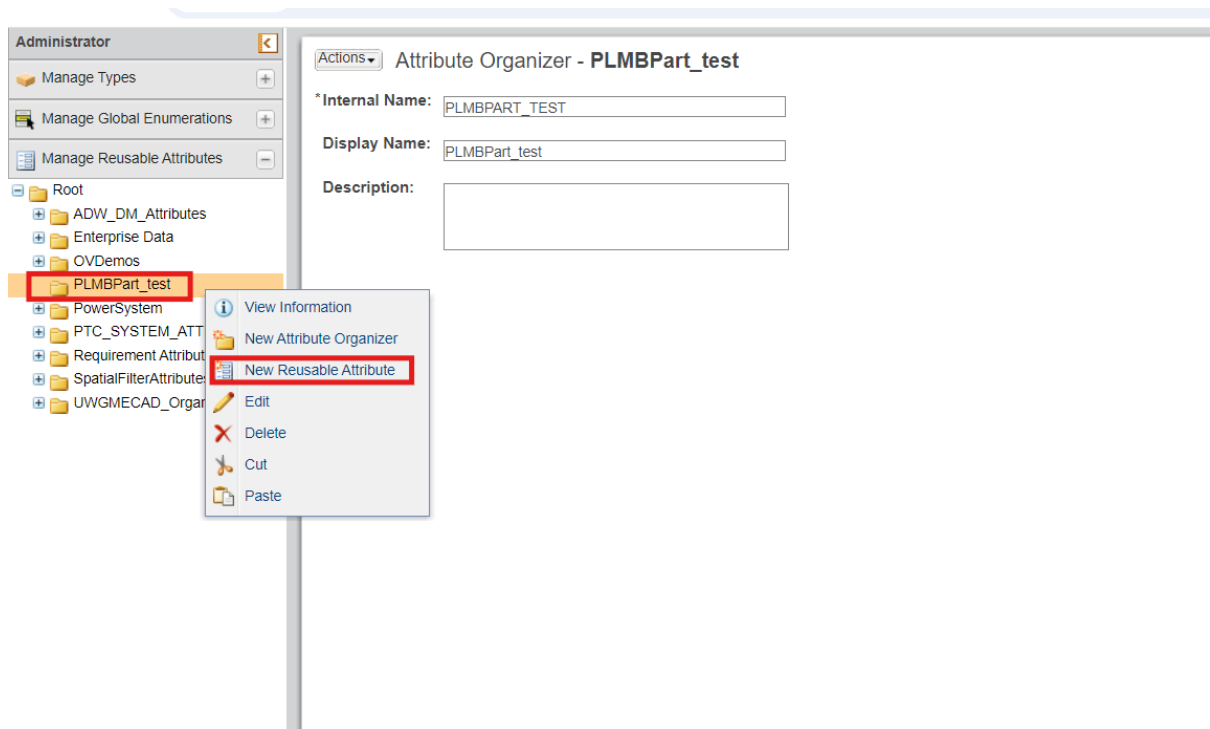 Administrator
Manage Types
Manage Global Enumerations
Manage Reusable Attributes
Root
ADW_DM_Attributes
Enterprise Data
OVDemos
PLMBPart_test
PowerSystem
PTC_SYSTEM_ATT
Requirement Attribut
SpatialFilterAttributes
UWGMECAD_Organ
View Information
New Attribute Organizer
New Reusable Attribute
Edit
Delete
Cut
Paste
Actions Attribute Organizer - PLMBPart_test
*Internal Name: PLMBPART_TEST
Display Name: PLMBPart_test
Description: